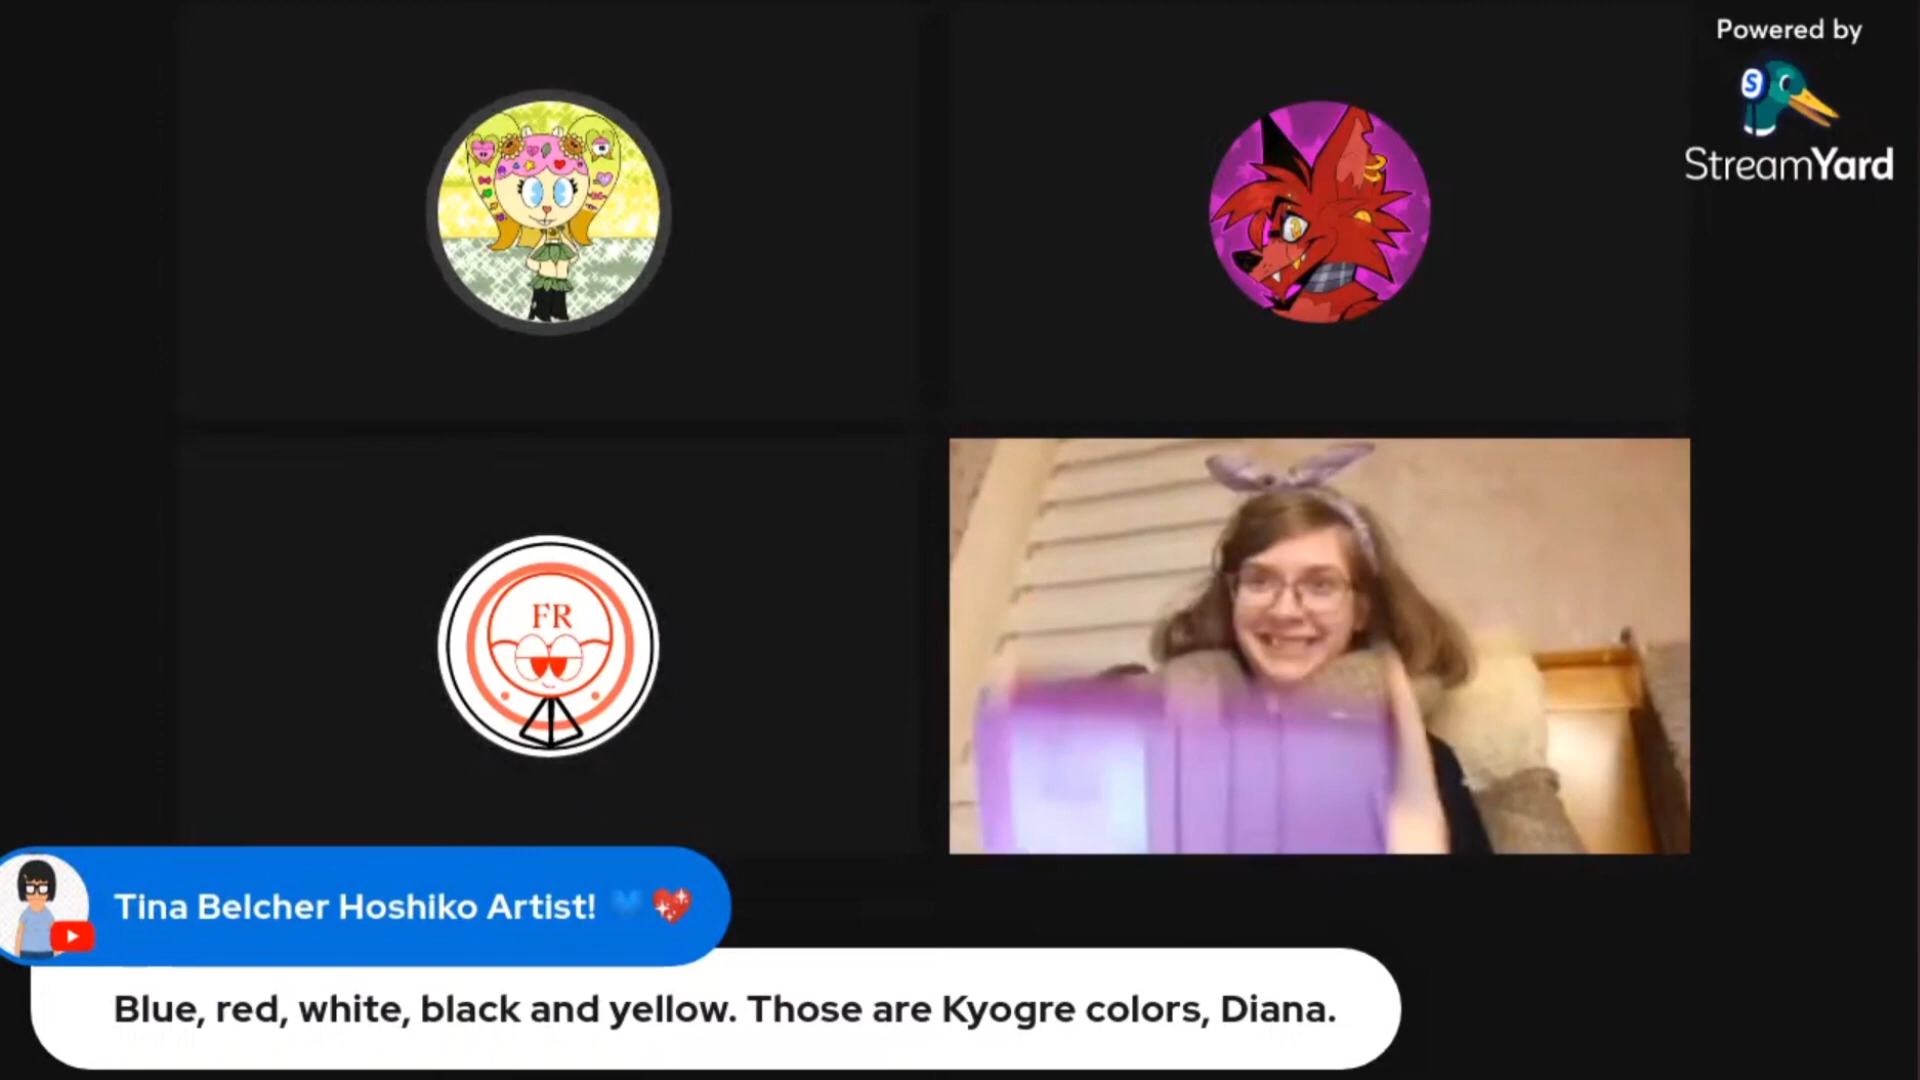 Powered by
S
StreamYard
FR
Tina Belcher Hoshiko Artist! 💙 💖
Blue, red, white, black and yellow. Those are Kyogre colors, Diana.